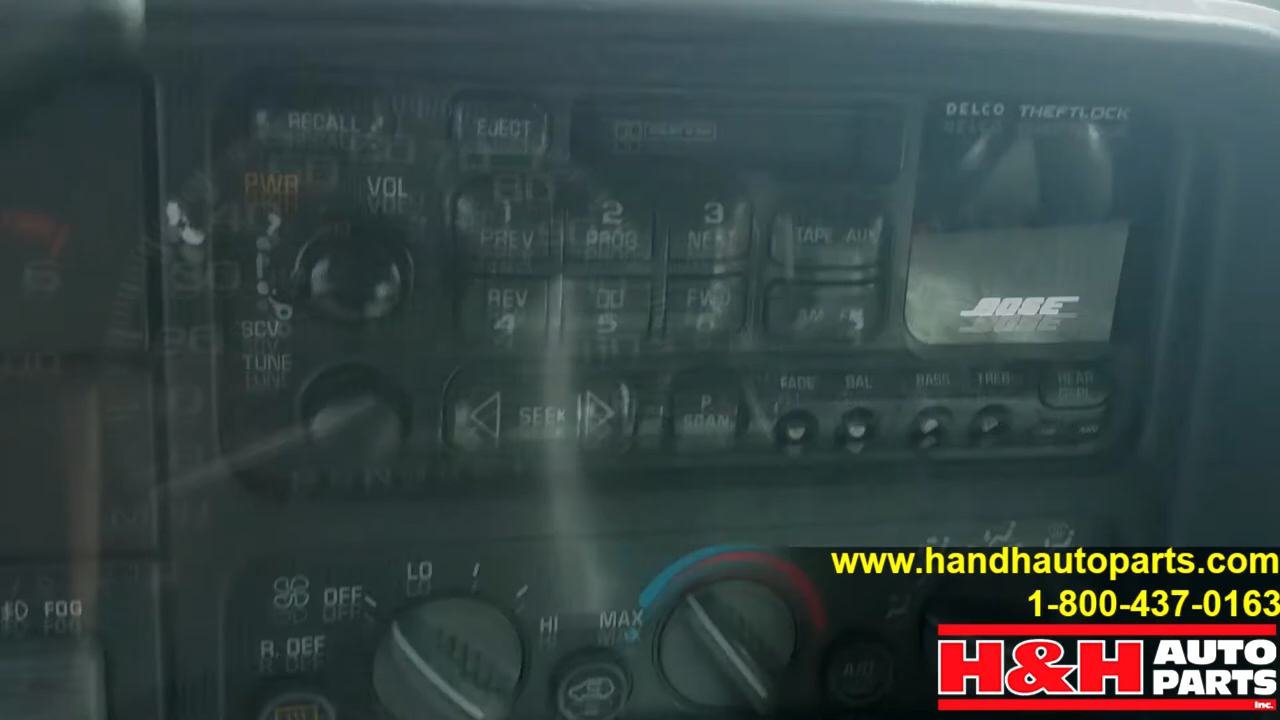 RECALL
EJECT
DELCO THEFTLOCK
PWR VOL
1 2 3
PREV PROG NEXT
TAPE AUX
REV FWD
4 5 6
AM FM
BOSE
SCV
TUNE
SEEK
P SCAN
FADE BAL BASS TREB REAR
LO
OFF
HI
MAX
R. DEF
FOG
www.handhautoparts.com
1-800-437-0163
H&H AUTO PARTS Inc.